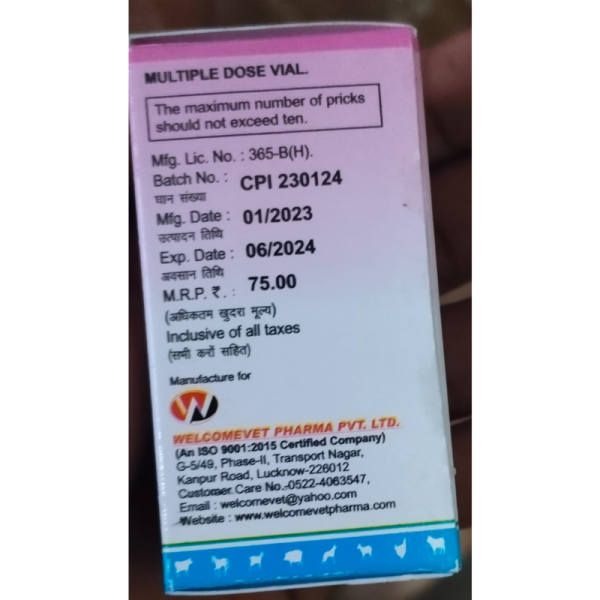 MULTIPLE DOSE VIAL.
The maximum number of pricks
should not exceed ten.
Mfg. Lic. No. : 365-B(H).
Batch No. : CPI 230124
घान संख्या
Mfg. Date : 01/2023
उत्पादन तिथि
Exp. Date : 06/2024
अवसान तिथि
M.R.P. ₹. : 75.00
(अधिकतम खुदरा मूल्य)
Inclusive of all taxes
(सभी करों सहित)
Manufacture for
W
WELCOMEVET PHARMA PVT. LTD.
(An ISO 9001:2015 Certified Company)
G-5/49, Phase-II, Transport Nagar,
Kanpur Road, Lucknow-226012
Customer Care No.-0522-4063547,
Email : welcomevet@yahoo.com
Website : www.welcomevetpharma.com